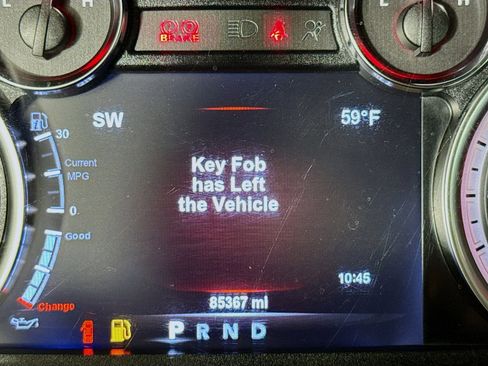 L H
L H
BRAKE
SW
59°F
30
Current
MPG
0
Key Fob
has Left
the Vehicle
Good
Change
10:45
85367 mi
P R N D